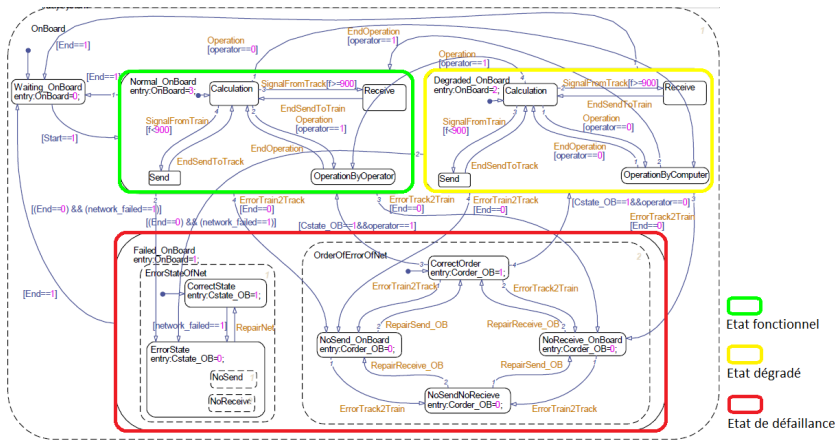 OnBoard
[End==1]
Operation
[operator==0]
EndOperation
[operator==1]
1
Operation
[operator==1]
Waiting_OnBoard
entry:OnBoard=0;
[End==1]
1
Normal_OnBoard
entry:OnBoard=3;
Calculation
SignalFromTrack[f>=900]
Receive
EndSendToTrain
SignalFromTrain
[f<900]
Operation
[operator==1]
EndOperation
EndSendToTrack
Send
OperationByOperator
Degraded_OnBoard
entry:OnBoard=2;
Calculation
SignalFromTrack[f>=900]
Receive
EndSendToTrain
SignalFromTrain
[f<900]
Operation
[operator==0]
EndOperation
[operator==0]
EndSendToTrack
Send
OperationByComputer
[Start==1]
[(End==0) && (network_failed==1)]
[(End==0) && (network_failed==1)]
ErrorTrain2Track
[End==0]
ErrorTrack2Train
[End==0]
ErrorTrain2Track
[End==0]
[Cstate_OB==1&&operator==0]
ErrorTrack2Train
[End==0]
[Cstate_OB==1&&operator==1]
[End==1]
Failed_OnBoard
entry:OnBoard=1;
ErrorStateOfNet
CorrectState
entry:Cstate_OB=1;
[network_failed==1]
RepairNet
ErrorState
entry:Cstate_OB=0;
NoSend
NoReceive
OrderOfErrorOfNet
2
CorrectOrder
entry:Corder_OB=1;
ErrorTrain2Track
ErrorTrack2Train
RepairSend_OB
RepairReceive_OB
NoSend_OnBoard
entry:Corder_OB=0;
NoReceive_OnBoard
entry:Corder_OB=0;
RepairReceive_OB
RepairSend_OB
NoSendNoRecieve
entry:Corder_OB=0;
ErrorTrack2Train
ErrorTrain2Track
Etat fonctionnel
Etat dégradé
Etat de défaillance